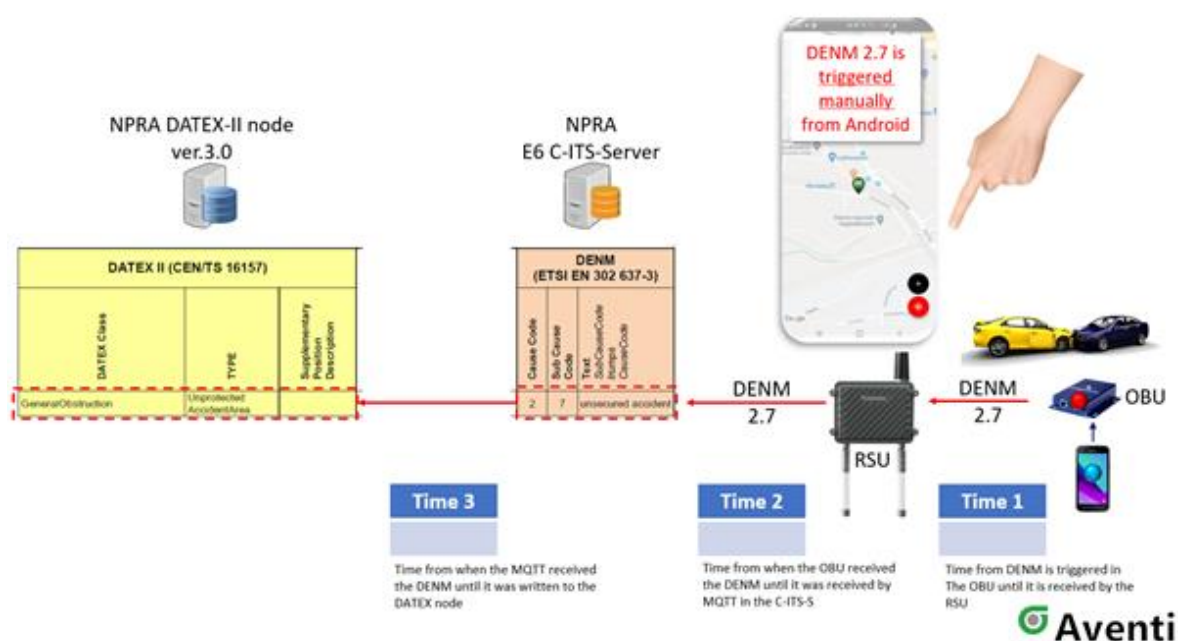 DENM 2.7 is
triggered
manually
from Android
NPRA DATEX-II node
ver.3.0
NPRA
E6 C-ITS-Server
DATEX II (CEN/TS 16157)
DATEX Class
TYPE
Supplementary
Position
Description
GeneralObstruction
Unprotected
AccidentArea
DENM
(ETSI EN 302 637-3)
Cause Code
Sub Cause
Code
Text
SubCauseCode
trumps
CauseCode
2
7
unsecured accident
DENM
2.7
RSU
DENM
2.7
OBU
Time 3
Time from when the MQTT received
the DENM until it was written to the
DATEX node
Time 2
Time from when the OBU received
the DENM until it was received by
MQTT in the C-ITS-S
Time 1
Time from DENM is triggered in
The OBU until it is received by the
RSU
Aventi